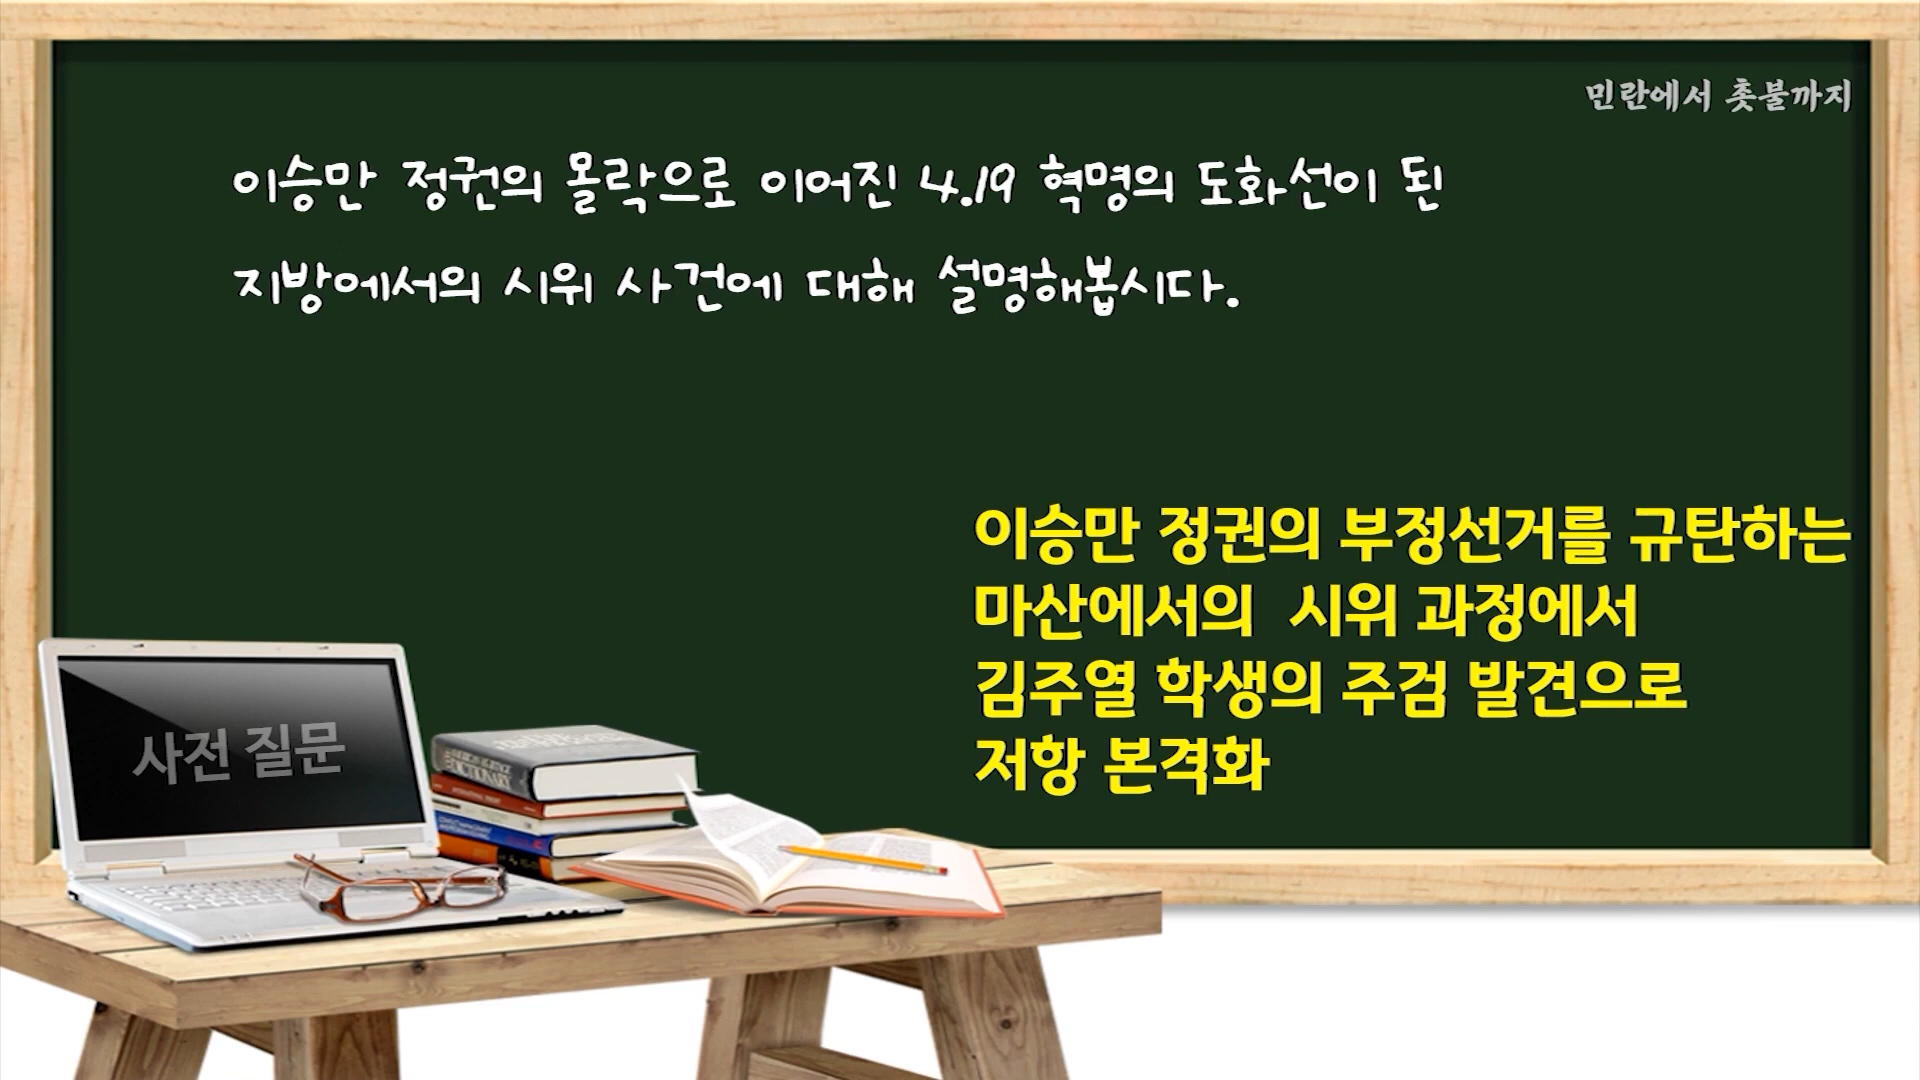 민란에서 촛불까지
이승만 정권의 몰락으로 이어진 4.19 혁명의 도화선이 된
지방에서의 시위 사건에 대해 설명해봅시다.
이승만 정권의 부정선거를 규탄하는
마산에서의 시위 과정에서
김주열 학생의 주검 발견으로
저항 본격화
사전 질문